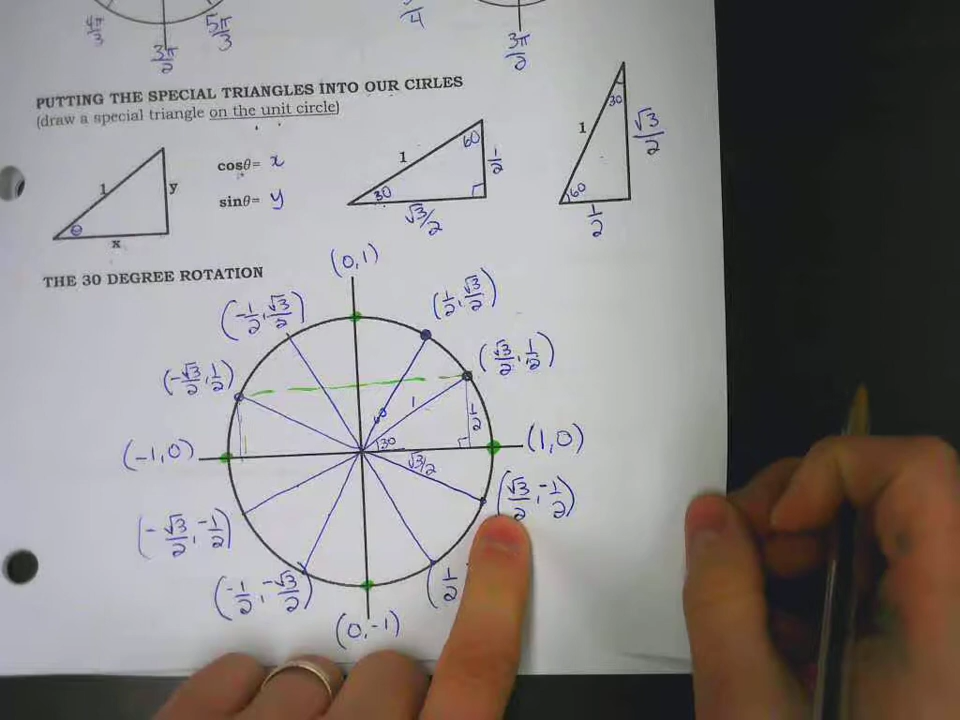 4π/3 3π/2 5π/3
5π/4 3π/2
PUTTING THE SPECIAL TRIANGLES INTO OUR CIRLES
(draw a special triangle on the unit circle)
1 y θ x
cosθ= x
sinθ= y
1 60 1/2 30 √3/2
30 1 √3/2 60 1/2
THE 30 DEGREE ROTATION
(0,1)
(-1/2, √3/2) (1/2, √3/2)
(-√3/2, 1/2) (√3/2, 1/2)
60 1 1/2
(-1,0) 30 (1,0)
√3/2
(-√3/2, -1/2) (√3/2, -1/2)
(-1/2, -√3/2) (1/2
(0,-1)